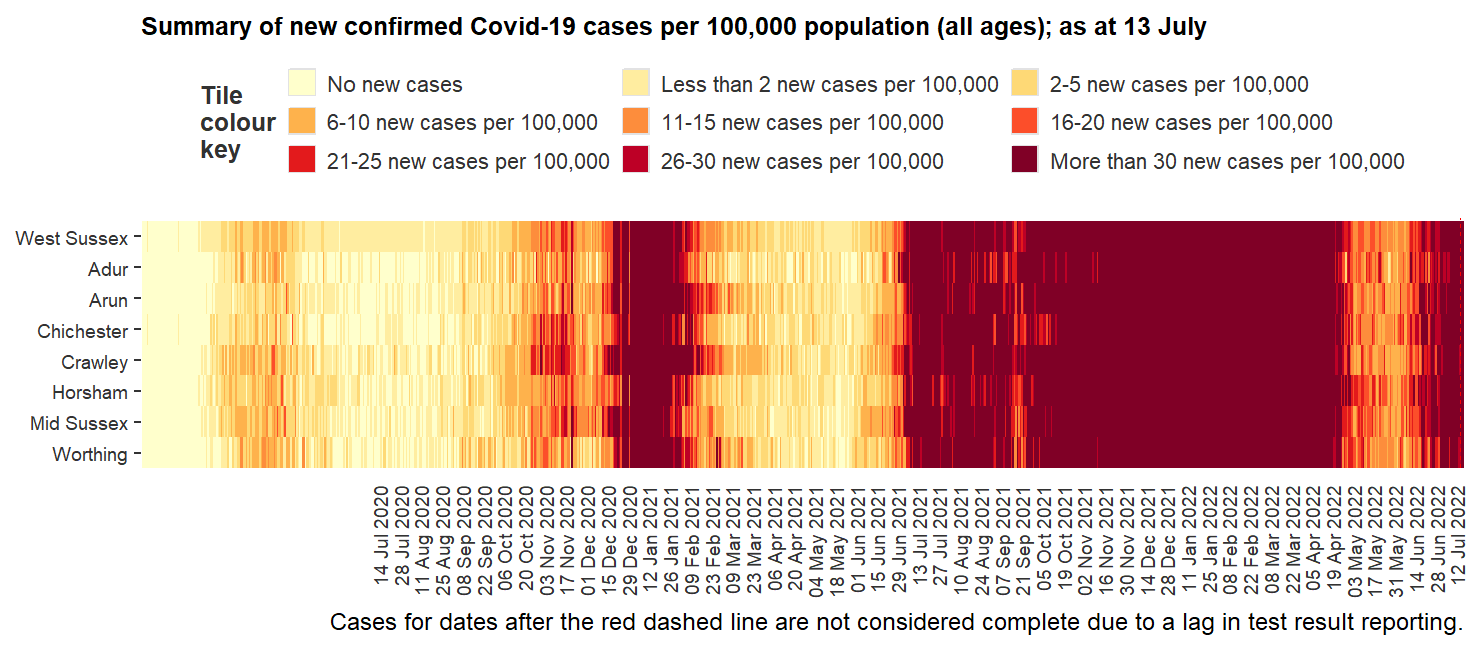 Summary of new confirmed Covid-19 cases per 100,000 population (all ages); as at 13 July
Tile
colour
key
No new cases
Less than 2 new cases per 100,000
2-5 new cases per 100,000
6-10 new cases per 100,000
11-15 new cases per 100,000
16-20 new cases per 100,000
21-25 new cases per 100,000
26-30 new cases per 100,000
More than 30 new cases per 100,000
West Sussex
Adur
Arun
Chichester
Crawley
Horsham
Mid Sussex
Worthing
14 Jul 2020
28 Jul 2020
11 Aug 2020
25 Aug 2020
08 Sep 2020
22 Sep 2020
06 Oct 2020
20 Oct 2020
03 Nov 2020
17 Nov 2020
01 Dec 2020
15 Dec 2020
29 Dec 2020
12 Jan 2021
26 Jan 2021
09 Feb 2021
23 Feb 2021
09 Mar 2021
23 Mar 2021
06 Apr 2021
20 Apr 2021
04 May 2021
18 May 2021
01 Jun 2021
15 Jun 2021
29 Jun 2021
13 Jul 2021
27 Jul 2021
10 Aug 2021
24 Aug 2021
07 Sep 2021
21 Sep 2021
05 Oct 2021
19 Oct 2021
02 Nov 2021
16 Nov 2021
30 Nov 2021
14 Dec 2021
28 Dec 2021
11 Jan 2022
25 Jan 2022
08 Feb 2022
22 Feb 2022
08 Mar 2022
22 Mar 2022
05 Apr 2022
19 Apr 2022
03 May 2022
17 May 2022
31 May 2022
14 Jun 2022
28 Jun 2022
12 Jul 2022
Cases for dates after the red dashed line are not considered complete due to a lag in test result reporting.